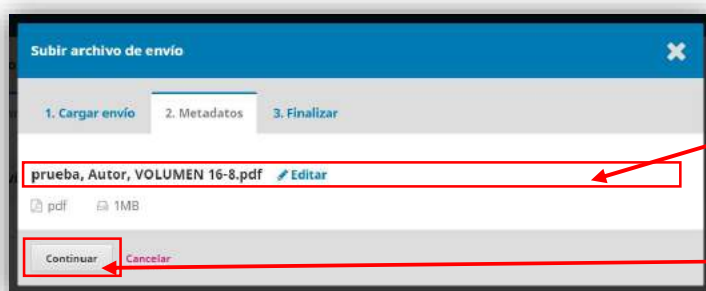 Subir archivo de envío
1. Cargar envío 2. Metadatos 3. Finalizar
prueba, Autor, VOLUMEN 16-8.pdf Editar
pdf 1MB
Continuar Cancelar